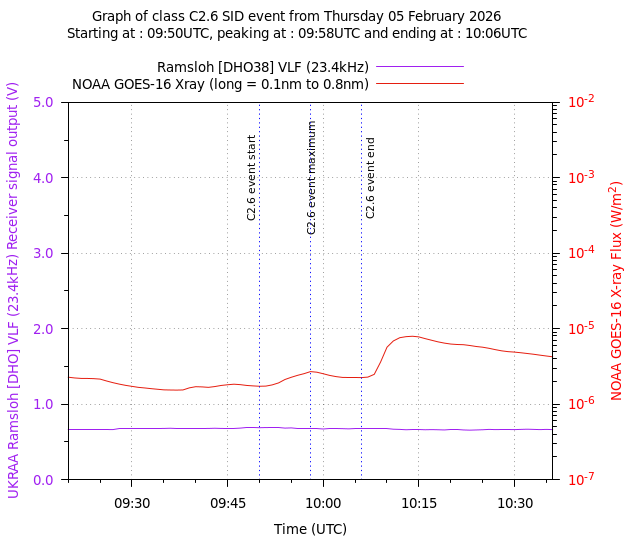 Graph of class C2.6 SID event from Thursday 05 February 2026
Starting at : 09:50UTC, peaking at : 09:58UTC and ending at : 10:06UTC
Ramsloh [DHO38] VLF (23.4kHz)
NOAA GOES-16 Xray (long = 0.1nm to 0.8nm)
UKRAA Ramsloh [DHO] VLF (23.4kHz) Receiver signal output (V)
5.0
4.0
3.0
2.0
1.0
0.0
C2.6 event start
C2.6 event maximum
C2.6 event end
10⁻²
10⁻³
10⁻⁴
10⁻⁵
10⁻⁶
10⁻⁷
NOAA GOES-16 X-ray Flux (W/m²)
09:30 09:45 10:00 10:15 10:30
Time (UTC)